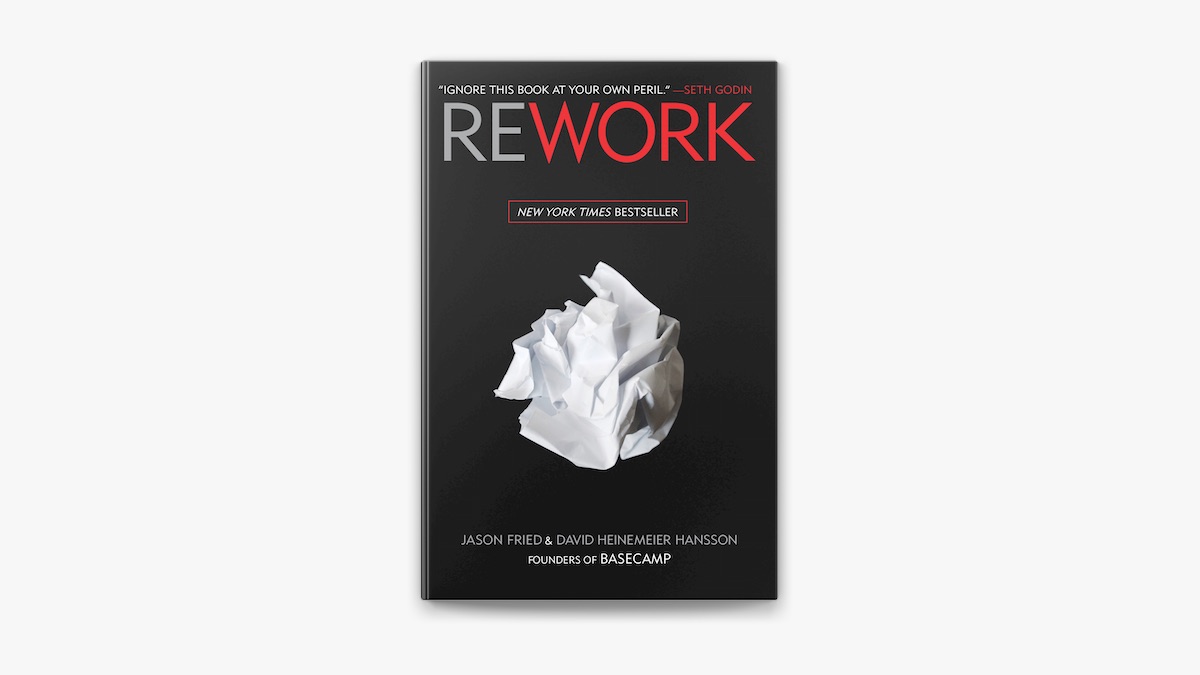 “IGNORE THIS BOOK AT YOUR OWN PERIL.” —SETH GODIN
REWORK
NEW YORK TIMES BESTSELLER
JASON FRIED & DAVID HEINEMEIER HANSSON
FOUNDERS OF BASECAMP